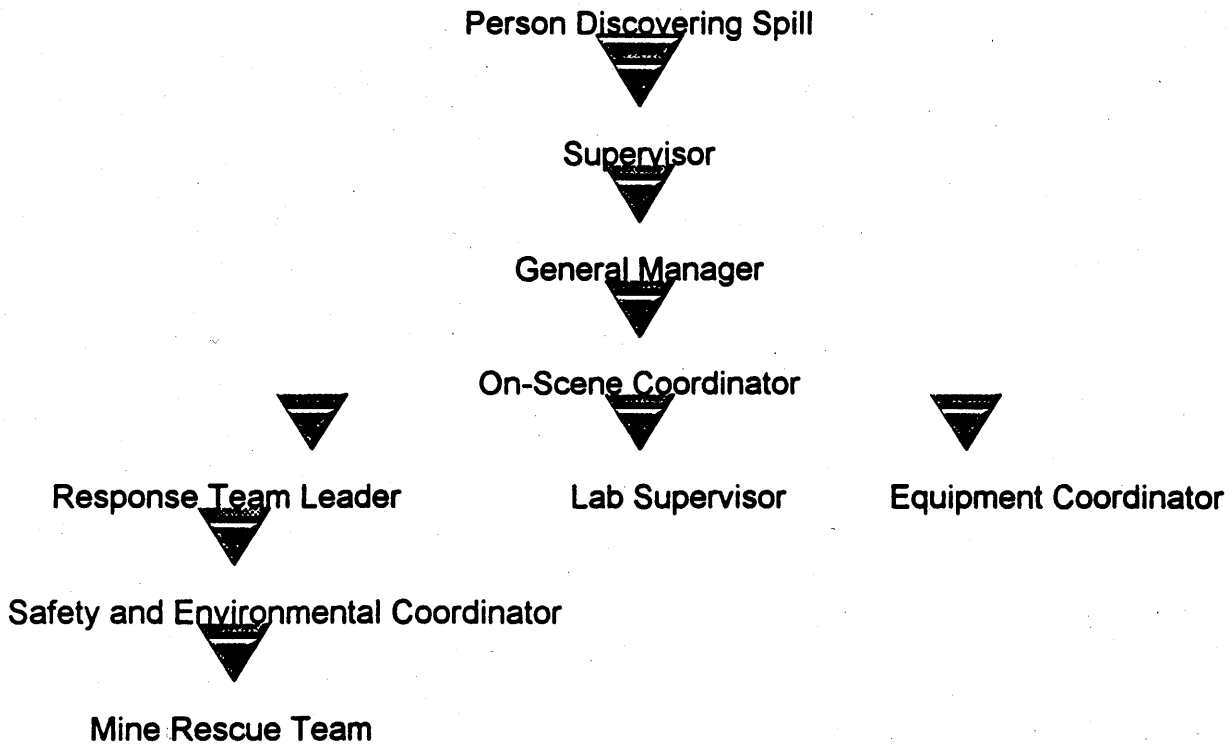 Person Discovering Spill
Supervisor
General Manager
On-Scene Coordinator
Response Team Leader Lab Supervisor Equipment Coordinator
Safety and Environmental Coordinator
Mine Rescue Team